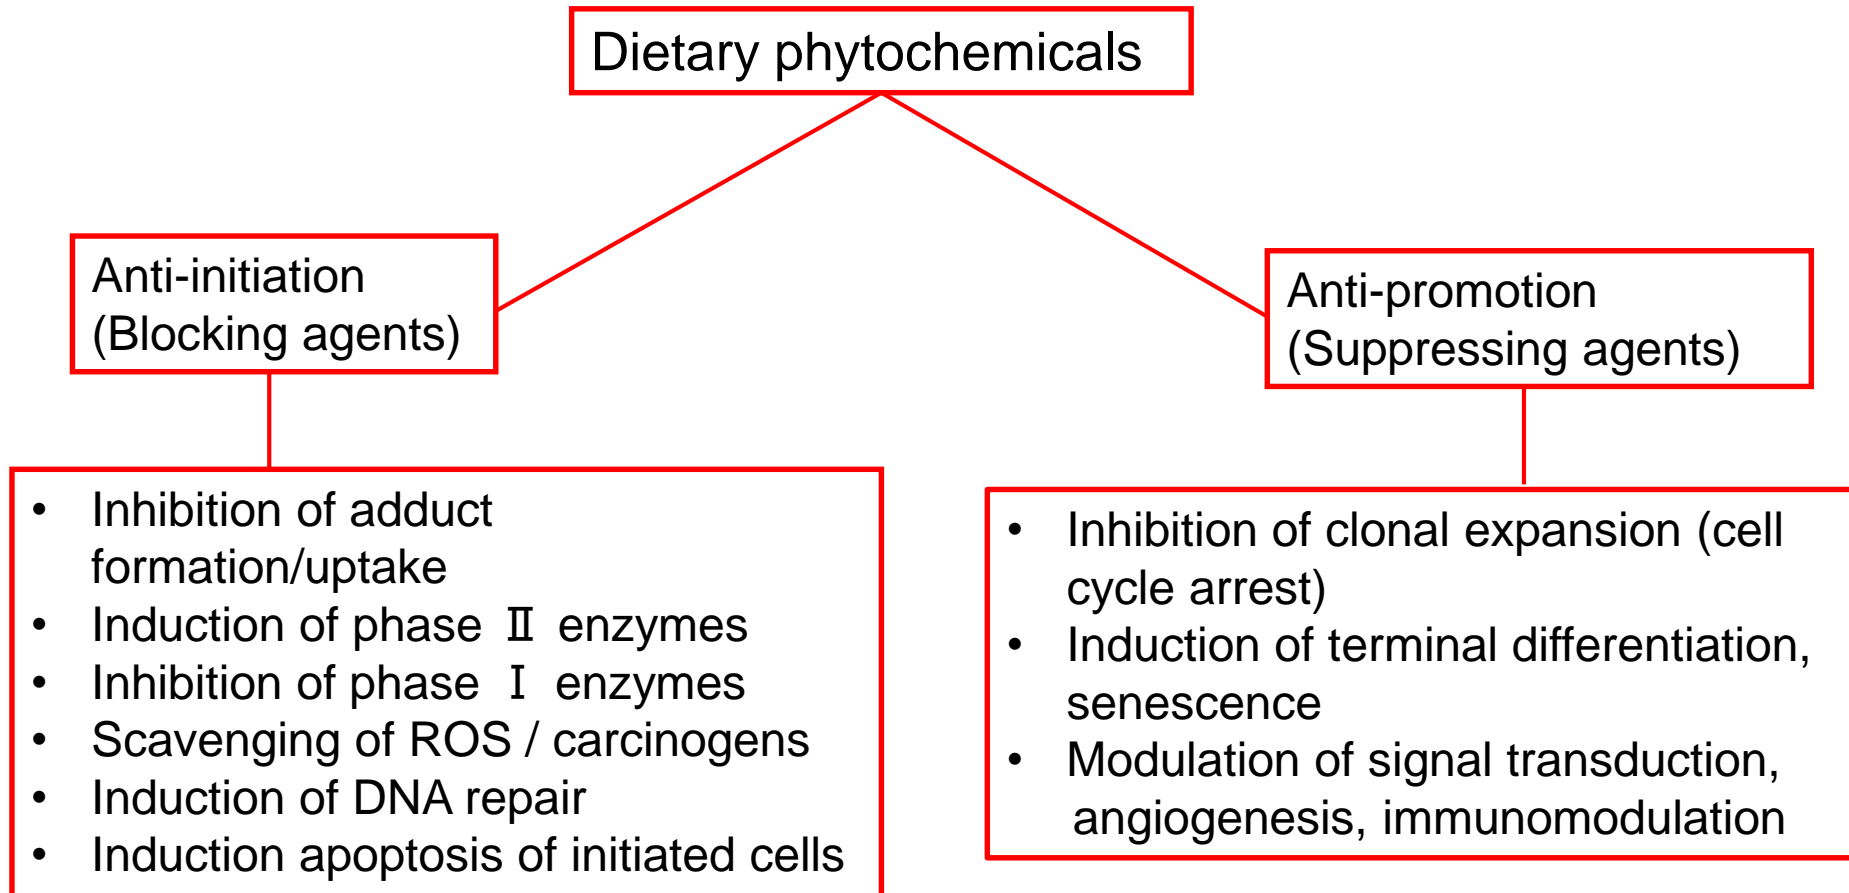 Dietary phytochemicals
Anti-initiation
(Blocking agents)
Anti-promotion
(Suppressing agents)
• Inhibition of adduct
formation/uptake
• Induction of phase Ⅱ enzymes
• Inhibition of phase Ⅰ enzymes
• Scavenging of ROS / carcinogens
• Induction of DNA repair
• Induction apoptosis of initiated cells
• Inhibition of clonal expansion (cell
cycle arrest)
• Induction of terminal differentiation,
senescence
• Modulation of signal transduction,
angiogenesis, immunomodulation